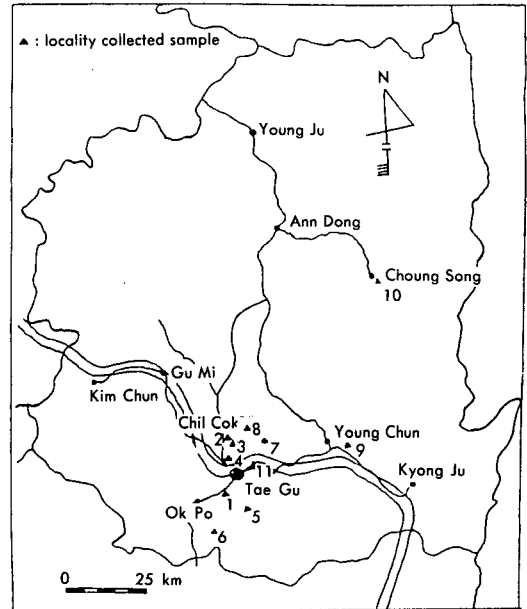 ▲ : locality collected sample
N
Young Ju
Ann Dong
Choung Song
10
Gu Mi
Kim Chun
Chil Cok
8
2
3
7
Young Chun
9
4
11
Kyong Ju
Tae Gu
Ok Po
1
5
6
0 25 km